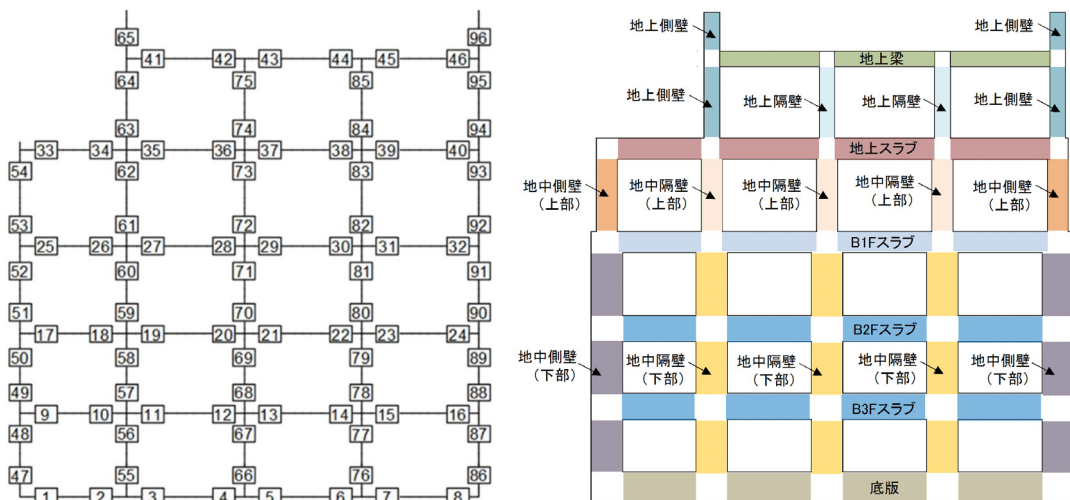 65 96
41 42 43 44 45 46
64 75 85 95
63 74 84 94
33 34 35 36 37 38 39 40
54 62 73 83 93
53 61 72 82 92
25 26 27 28 29 30 31 32
52 60 71 81 91
51 59 70 80 90
17 18 19 20 21 22 23 24
50 58 69 79 89
49 57 68 78 88
9 10 11 12 13 14 15 16
48 56 67 77 87
47 55 66 76 86
1 2 3 4 5 6 7 8
地上側壁 地上側壁
地上梁
地上側壁 地上隔壁 地上隔壁 地上側壁
地上スラブ
地中側壁 地中隔壁 地中隔壁 地中隔壁 地中側壁
(上部) (上部) (上部) (上部) (上部)
B1Fスラブ
B2Fスラブ
地中側壁 地中隔壁 地中隔壁 地中隔壁 地中側壁
(下部) (下部) (下部) (下部) (下部)
B3Fスラブ
底版